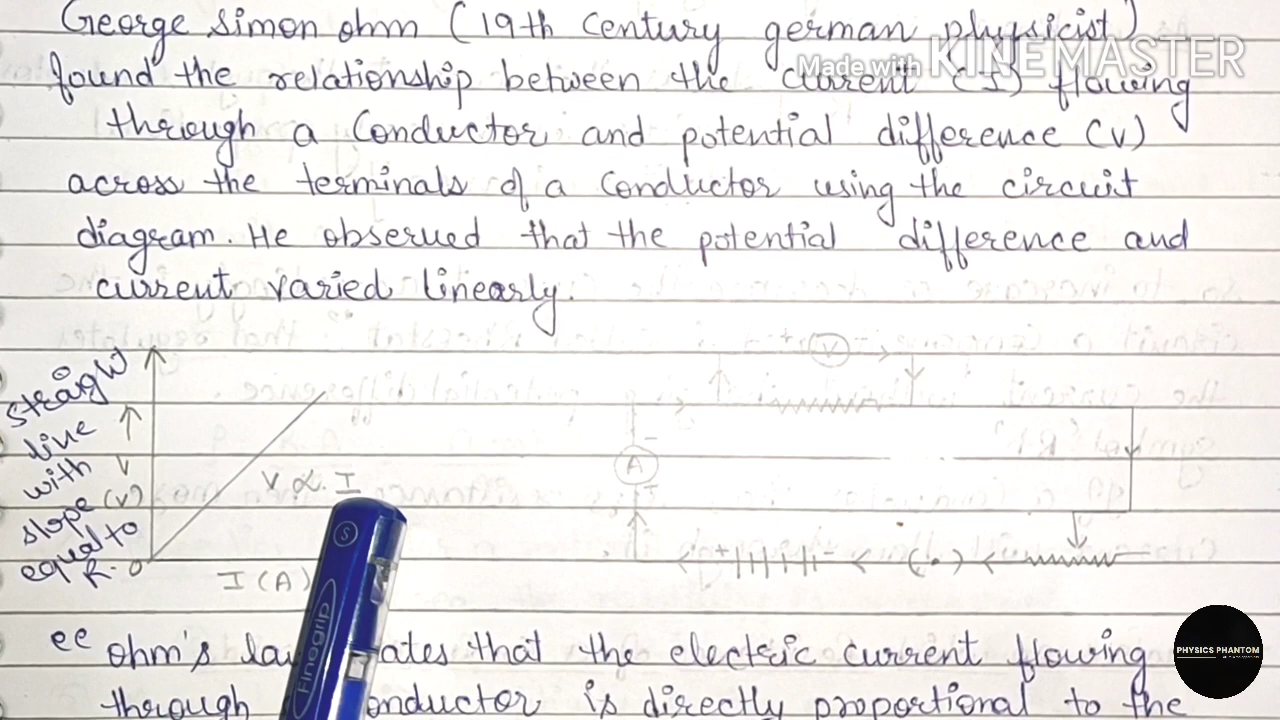 George Simon ohm (19th Century german physicist)
Made with KINEMASTER
found the relationship between the current (I) flowing
through a Conductor and potential difference (V)
across the terminals of a conductor using the circuit
diagram. He observed that the potential difference and
current varied linearly.
straight
line
with
slope
equal to
R.
V
(V)
0
V ∝ I
I (A)
V
A
+ -
(.)
S
Finegrip
ohm's law that the electric current flowing
through conductor is directly proportional to the
PHYSICS PHANTOM